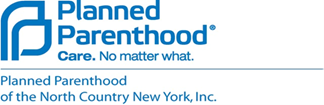 Planned
Parenthood®
Care. No matter what.
Planned Parenthood
of the North Country New York, Inc.